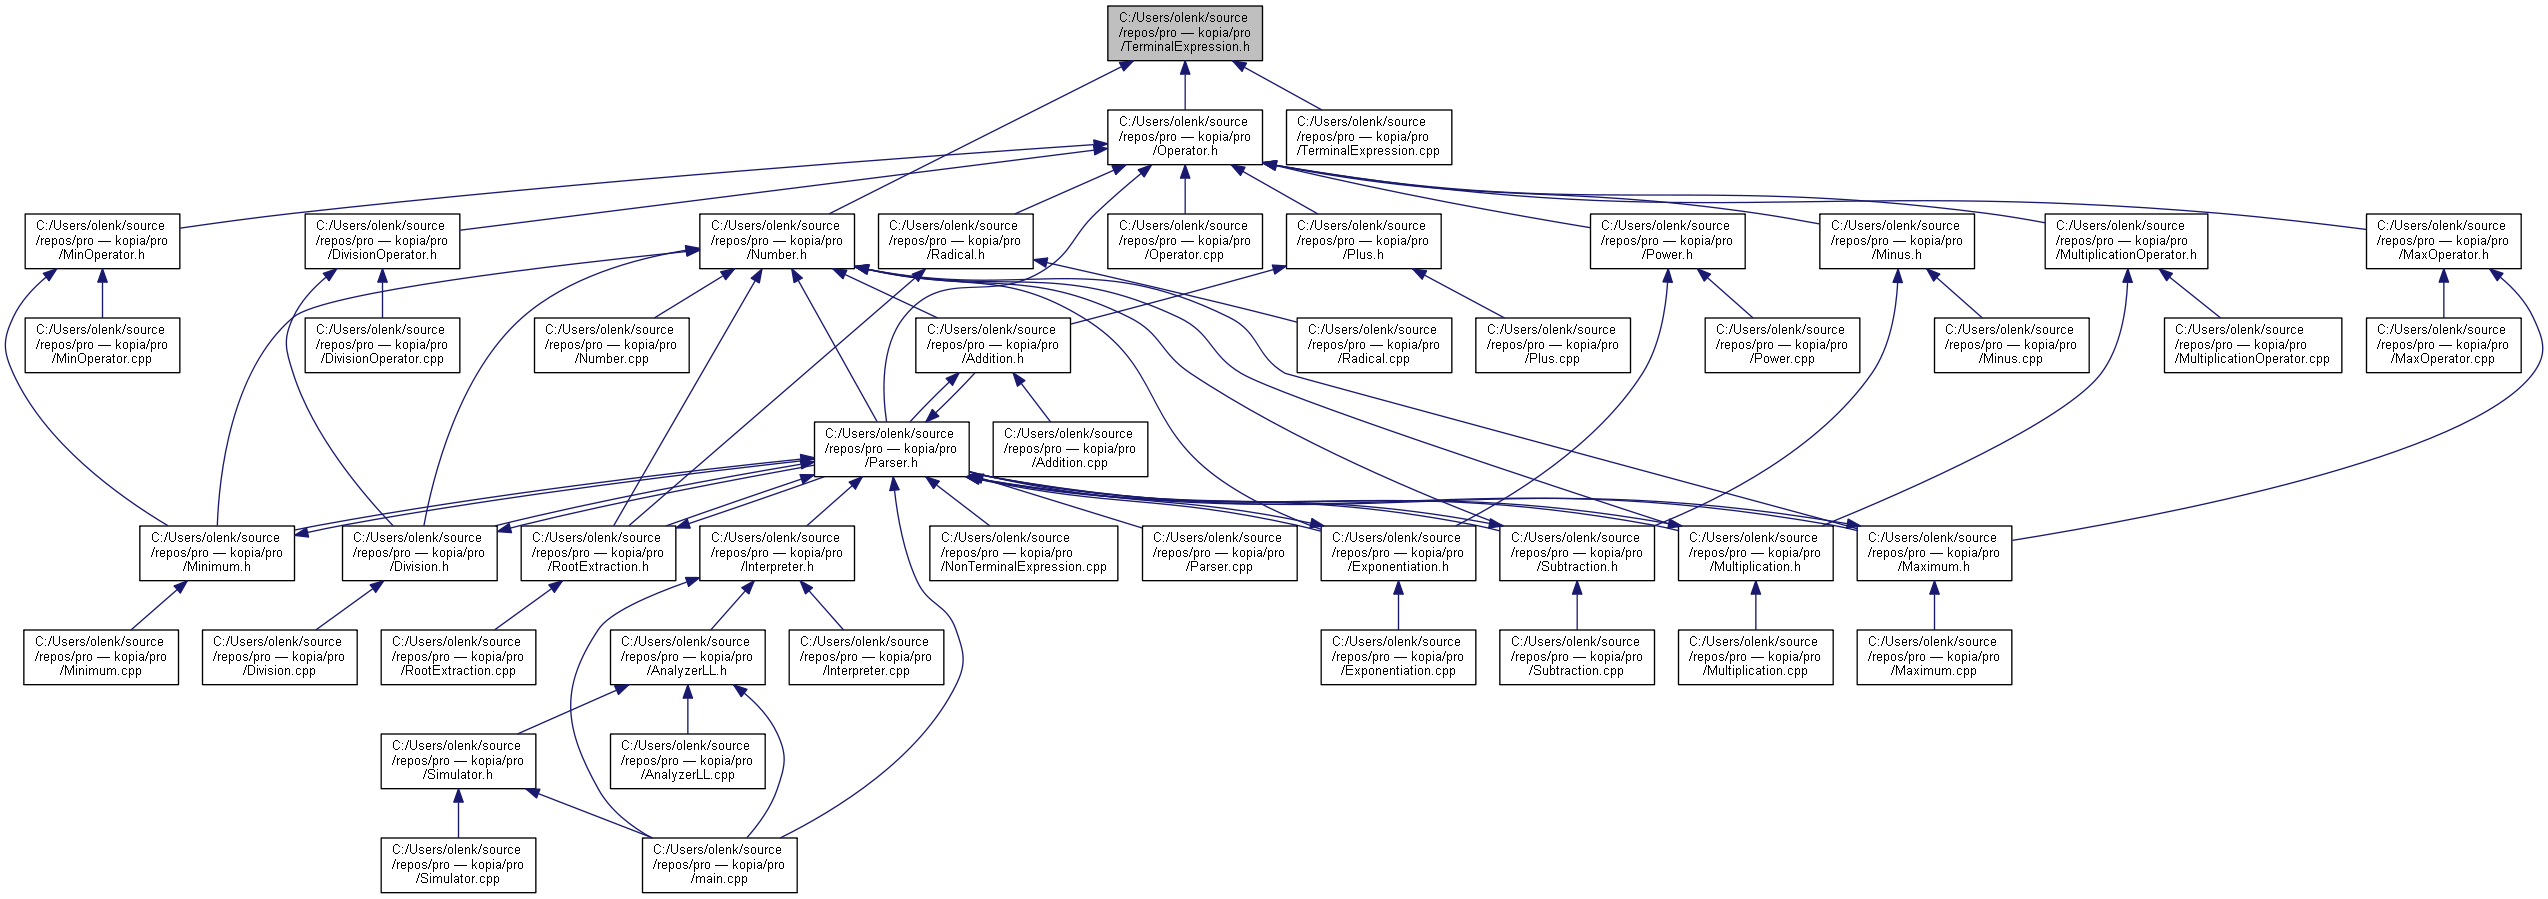 C:/Users/olenk/source
/repos/pro — kopia/pro
/TerminalExpression.h
C:/Users/olenk/source
/repos/pro — kopia/pro
/Operator.h
C:/Users/olenk/source
/repos/pro — kopia/pro
/TerminalExpression.cpp
C:/Users/olenk/source
/repos/pro — kopia/pro
/MinOperator.h
C:/Users/olenk/source
/repos/pro — kopia/pro
/DivisionOperator.h
C:/Users/olenk/source
/repos/pro — kopia/pro
/Number.h
C:/Users/olenk/source
/repos/pro — kopia/pro
/Radical.h
C:/Users/olenk/source
/repos/pro — kopia/pro
/Operator.cpp
C:/Users/olenk/source
/repos/pro — kopia/pro
/Plus.h
C:/Users/olenk/source
/repos/pro — kopia/pro
/Power.h
C:/Users/olenk/source
/repos/pro — kopia/pro
/Minus.h
C:/Users/olenk/source
/repos/pro — kopia/pro
/MultiplicationOperator.h
C:/Users/olenk/source
/repos/pro — kopia/pro
/MaxOperator.h
C:/Users/olenk/source
/repos/pro — kopia/pro
/MinOperator.cpp
C:/Users/olenk/source
/repos/pro — kopia/pro
/DivisionOperator.cpp
C:/Users/olenk/source
/repos/pro — kopia/pro
/Number.cpp
C:/Users/olenk/source
/repos/pro — kopia/pro
/Addition.h
C:/Users/olenk/source
/repos/pro — kopia/pro
/Radical.cpp
C:/Users/olenk/source
/repos/pro — kopia/pro
/Plus.cpp
C:/Users/olenk/source
/repos/pro — kopia/pro
/Power.cpp
C:/Users/olenk/source
/repos/pro — kopia/pro
/Minus.cpp
C:/Users/olenk/source
/repos/pro — kopia/pro
/MultiplicationOperator.cpp
C:/Users/olenk/source
/repos/pro — kopia/pro
/MaxOperator.cpp
C:/Users/olenk/source
/repos/pro — kopia/pro
/Parser.h
C:/Users/olenk/source
/repos/pro — kopia/pro
/Addition.cpp
C:/Users/olenk/source
/repos/pro — kopia/pro
/Minimum.h
C:/Users/olenk/source
/repos/pro — kopia/pro
/Division.h
C:/Users/olenk/source
/repos/pro — kopia/pro
/RootExtraction.h
C:/Users/olenk/source
/repos/pro — kopia/pro
/Interpreter.h
C:/Users/olenk/source
/repos/pro — kopia/pro
/NonTerminalExpression.cpp
C:/Users/olenk/source
/repos/pro — kopia/pro
/Parser.cpp
C:/Users/olenk/source
/repos/pro — kopia/pro
/Exponentiation.h
C:/Users/olenk/source
/repos/pro — kopia/pro
/Subtraction.h
C:/Users/olenk/source
/repos/pro — kopia/pro
/Multiplication.h
C:/Users/olenk/source
/repos/pro — kopia/pro
/Maximum.h
C:/Users/olenk/source
/repos/pro — kopia/pro
/Minimum.cpp
C:/Users/olenk/source
/repos/pro — kopia/pro
/Division.cpp
C:/Users/olenk/source
/repos/pro — kopia/pro
/RootExtraction.cpp
C:/Users/olenk/source
/repos/pro — kopia/pro
/AnalyzerLL.h
C:/Users/olenk/source
/repos/pro — kopia/pro
/Interpreter.cpp
C:/Users/olenk/source
/repos/pro — kopia/pro
/Exponentiation.cpp
C:/Users/olenk/source
/repos/pro — kopia/pro
/Subtraction.cpp
C:/Users/olenk/source
/repos/pro — kopia/pro
/Multiplication.cpp
C:/Users/olenk/source
/repos/pro — kopia/pro
/Maximum.cpp
C:/Users/olenk/source
/repos/pro — kopia/pro
/Simulator.h
C:/Users/olenk/source
/repos/pro — kopia/pro
/AnalyzerLL.cpp
C:/Users/olenk/source
/repos/pro — kopia/pro
/Simulator.cpp
C:/Users/olenk/source
/repos/pro — kopia/pro
/main.cpp